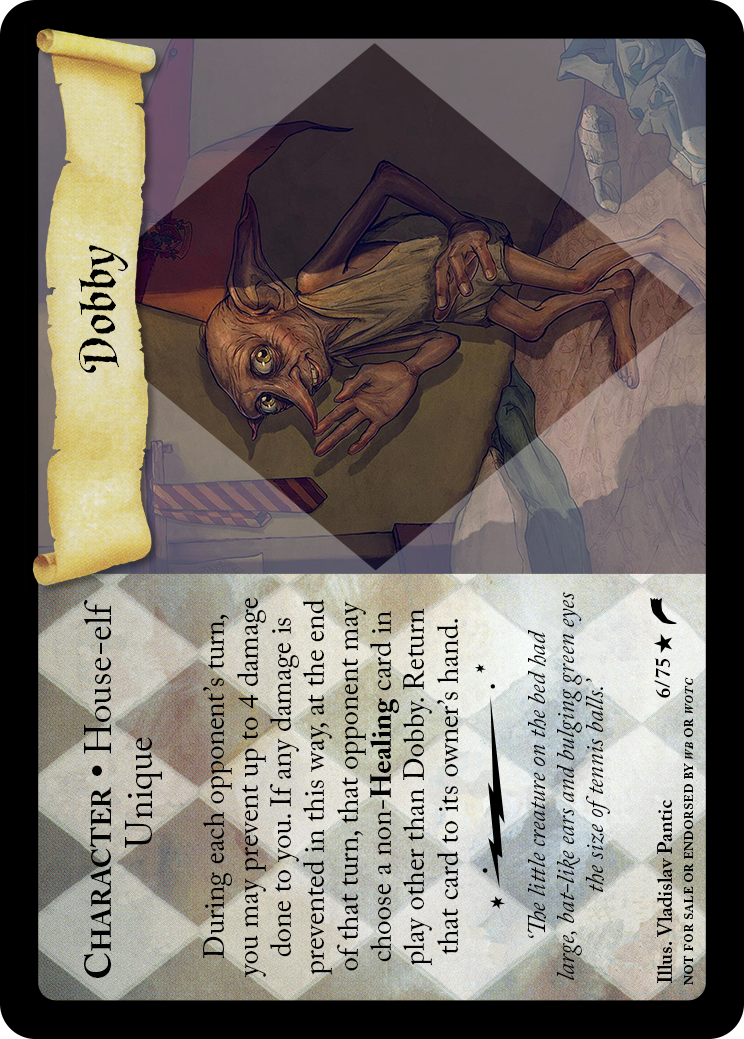 Dobby
CHARACTER • House-elf
Unique
During each opponent's turn,
you may prevent up to 4 damage
done to you. If any damage is
prevented in this way, at the end
of that turn, that opponent may
choose a non-Healing card in
play other than Dobby. Return
that card to its owner's hand.
'The little creature on the bed had
large, bat-like ears and bulging green eyes
the size of tennis balls.'
Illus. Vladislav Pantic
6/75 ★
NOT FOR SALE OR ENDORSED BY WB OR WOTC